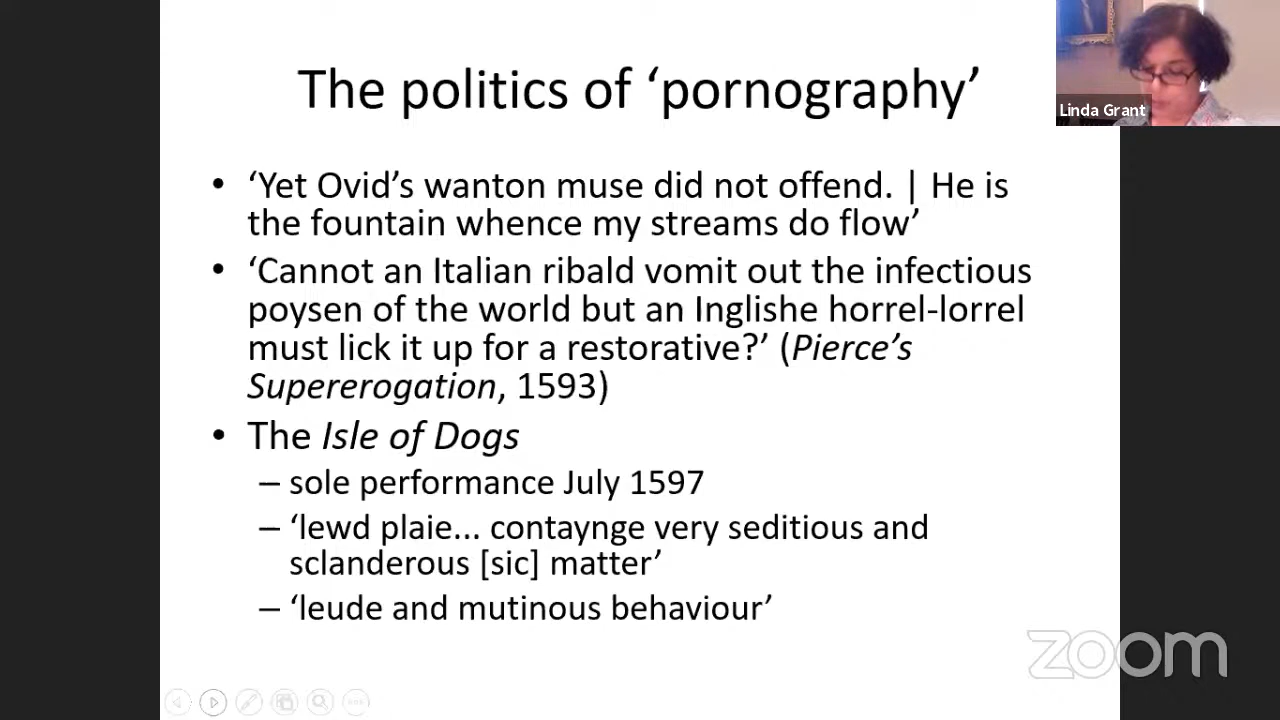 The politics of ‘pornography’
Linda Grant
• ‘Yet Ovid’s wanton muse did not offend. | He is
the fountain whence my streams do flow’
• ‘Cannot an Italian ribald vomit out the infectious
poysen of the world but an Inglishe horrel-lorrel
must lick it up for a restorative?’ (Pierce’s
Supererogation, 1593)
• The Isle of Dogs
– sole performance July 1597
– ‘lewd plaie... contaynge very seditious and
sclanderous [sic] matter’
– ‘leude and mutinous behaviour’
zoom